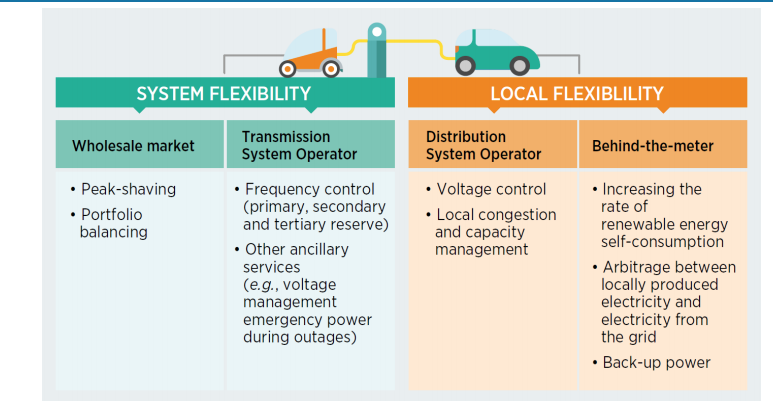 SYSTEM FLEXIBILITY
LOCAL FLEXIBLILITY
Wholesale market
Transmission
System Operator
Distribution
System Operator
Behind-the-meter
• Peak-shaving
• Portfolio
balancing
• Frequency control
(primary, secondary
and tertiary reserve)
• Other ancillary
services
(e.g., voltage
management
emergency power
during outages)
• Voltage control
• Local congestion
and capacity
management
• Increasing the
rate of
renewable energy
self-consumption
• Arbitrage between
locally produced
electricity and
electricity from
the grid
• Back-up power